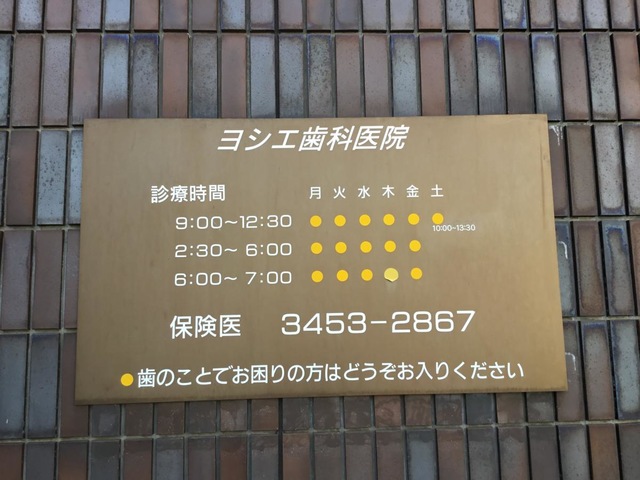 ヨシエ歯科医院
診療時間 月 火 水 木 金 土
9:00~12:30 ● ● ● ● ● ●
10:00~13:30
2:30~ 6:00 ● ● ● ● ●
6:00~ 7:00 ● ● ● ● ●
保険医 3453-2867
●歯のことでお困りの方はどうぞお入りください